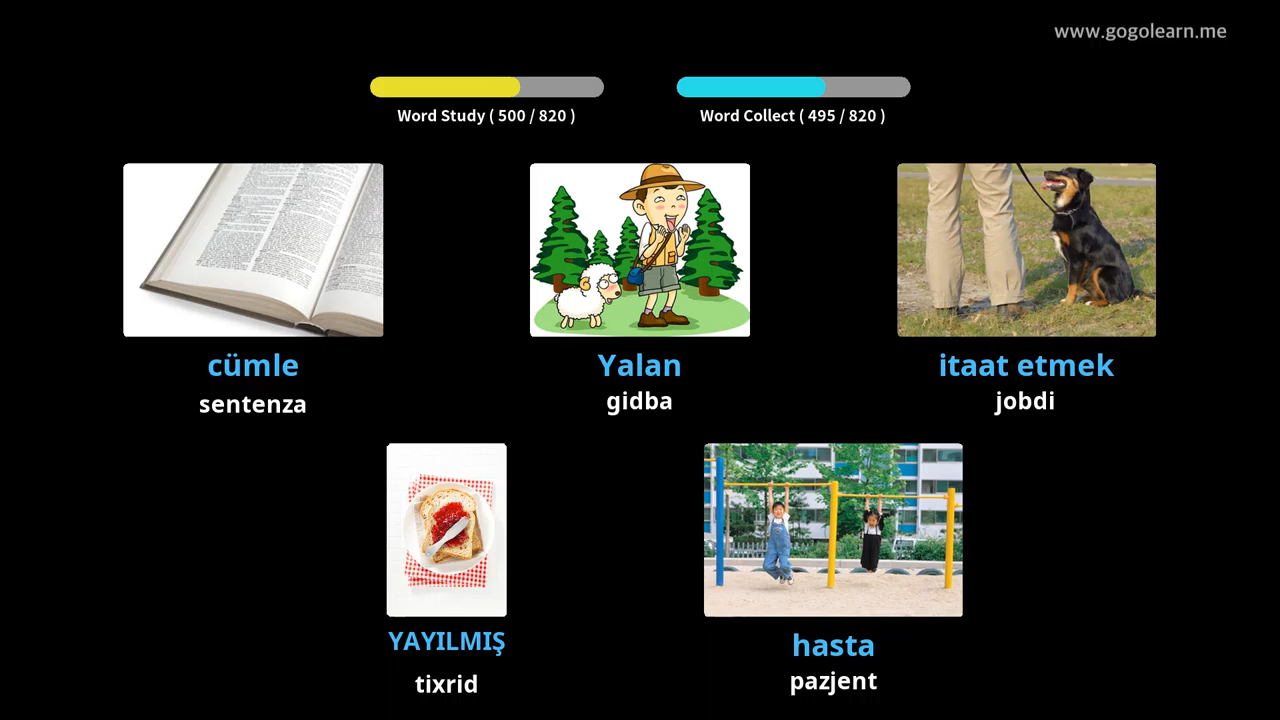 www.gogolearn.me
Word Study ( 500 / 820 )
Word Collect ( 495 / 820 )
cümle
sentenza
Yalan
gidba
itaat etmek
jobdi
YAYILMIŞ
tixrid
hasta
pazjent